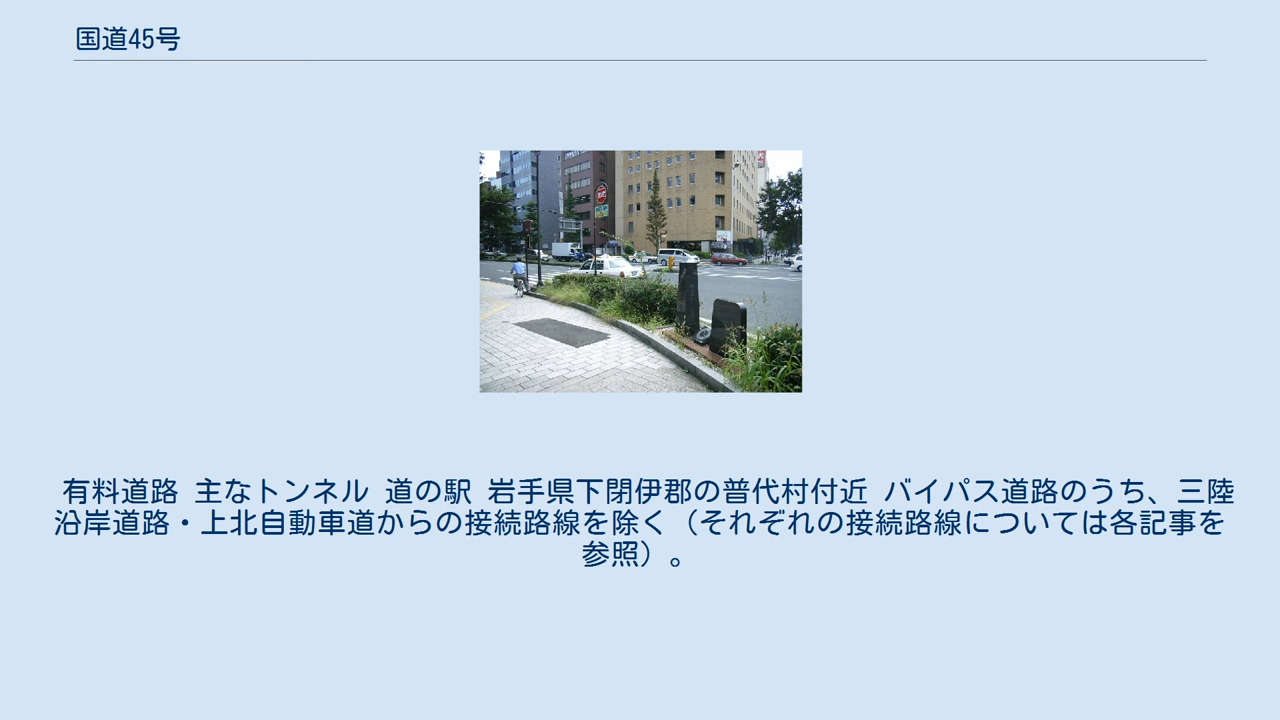 国道45号
有料道路 主なトンネル 道の駅 岩手県下閉伊郡の普代村付近 バイパス道路のうち、三陸
沿岸道路・上北自動車道からの接続路線を除く（それぞれの接続路線については各記事を
参照）。